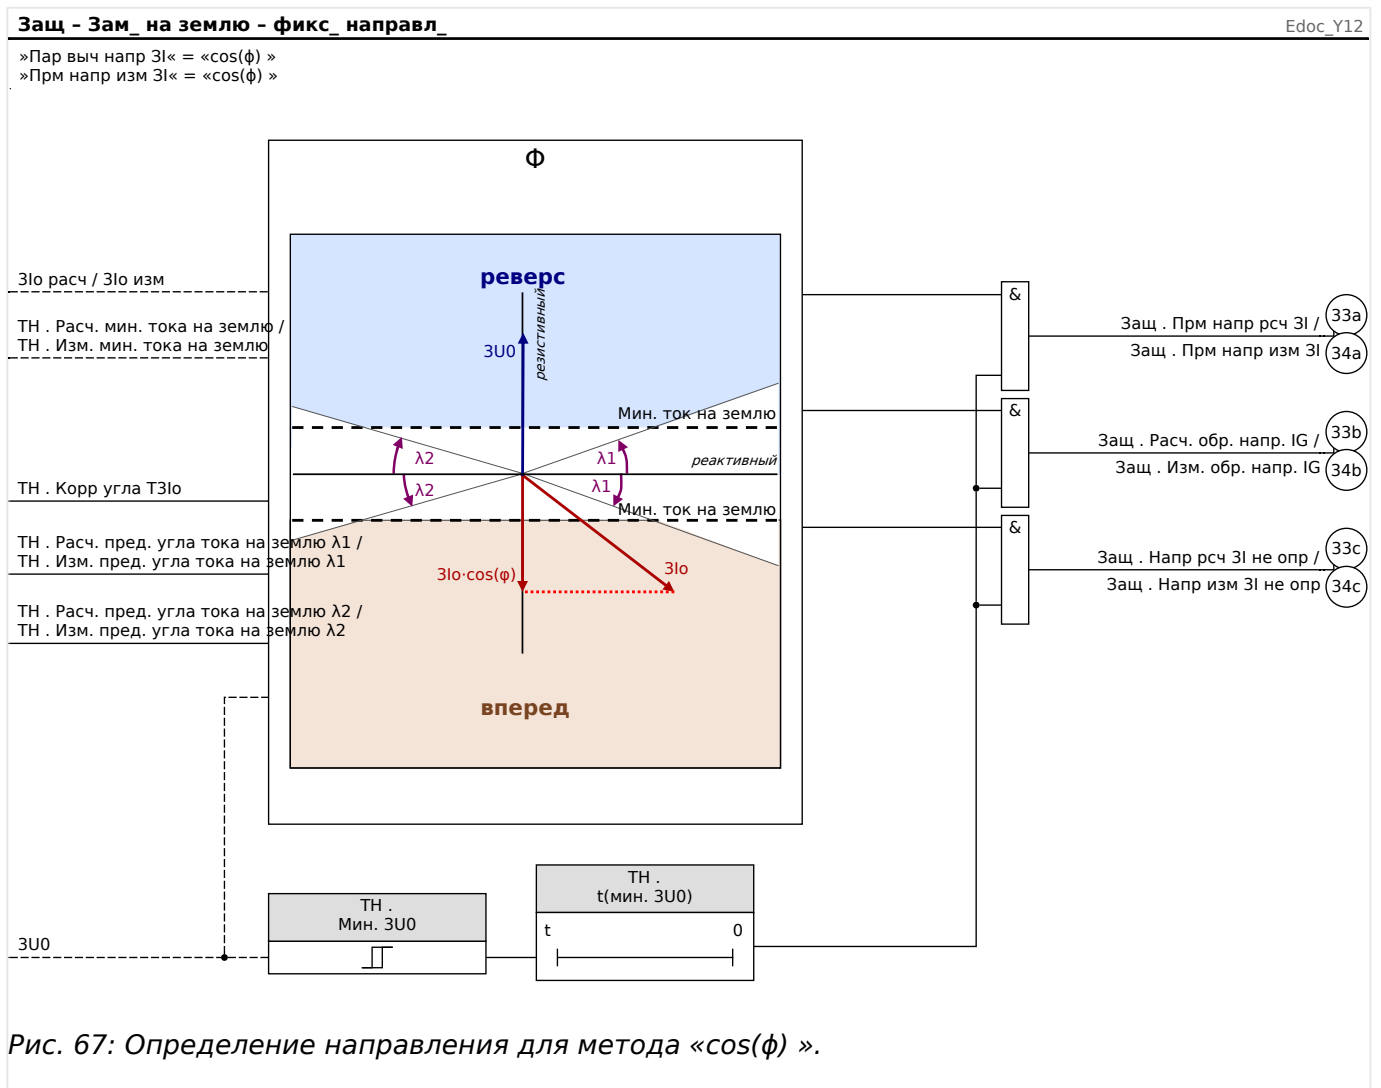 Защ – Зам_ на землю – фикс_ направл_
Edoc_Y12
»Пар выч напр ЗI« = «cos(ϕ) »
»Прм напр изм ЗI« = «cos(ϕ) »
Φ
3Io расч / 3Io изм
ТН . Расч. мин. тока на землю /
ТН . Изм. мин. тока на землю
ТН . Корр угла ТЗIo
ТН . Расч. пред. угла тока на землю λ1 /
ТН . Изм. пред. угла тока на землю λ1
ТН . Расч. пред. угла тока на землю λ2 /
ТН . Изм. пред. угла тока на землю λ2
3U0
реверс
резистивный
3U0
Мин. ток на землю
λ2
λ1
реактивный
λ2
λ1
Мин. ток на землю
3Io·cos(φ)
3Io
вперед
&
Защ . Прм напр рсч ЗI /
33a
Защ . Прм напр изм ЗI
34a
&
Защ . Расч. обр. напр. IG /
33b
Защ . Изм. обр. напр. IG
34b
&
Защ . Напр рсч ЗI не опр /
33c
Защ . Напр изм ЗI не опр
34c
ТН .
Мин. 3U0
ТН .
t(мин. 3U0)
t
0
Рис. 67: Определение направления для метода «cos(ϕ) ».